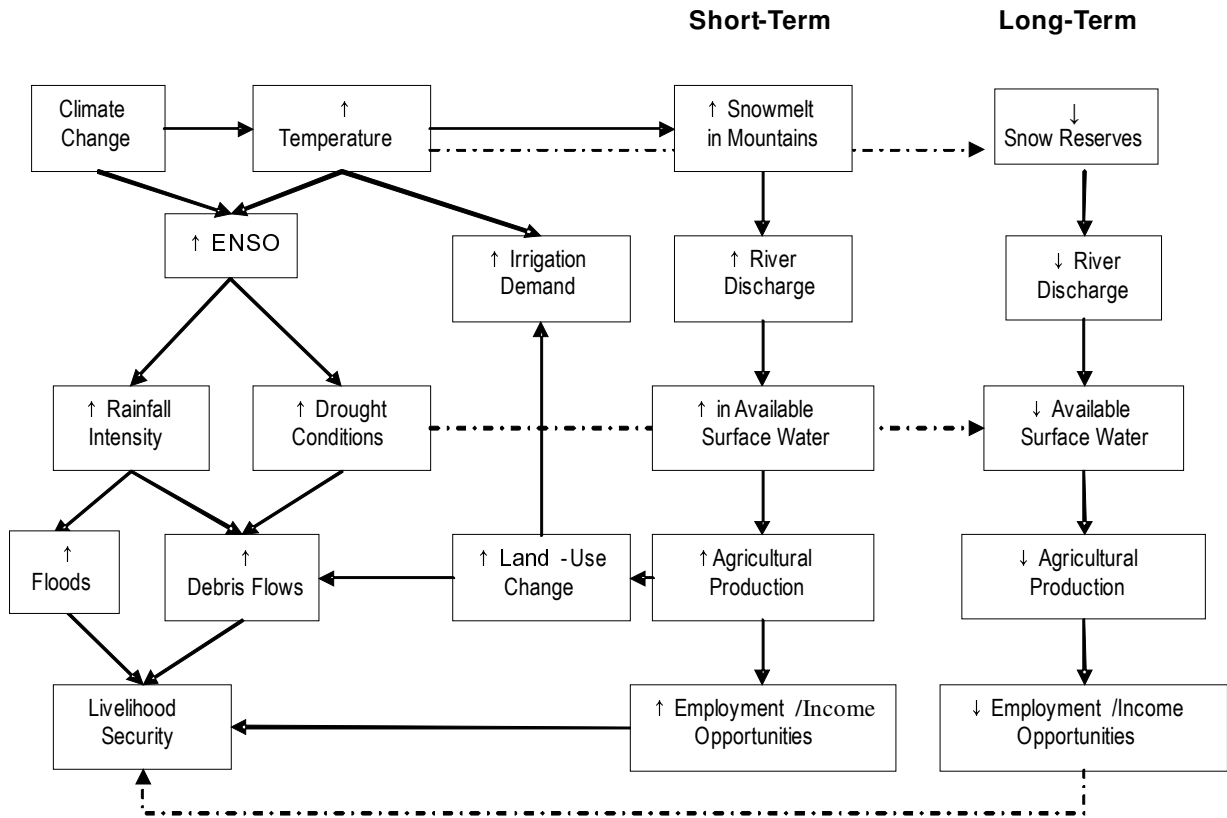 Short-Term
Long-Term
Climate
Change
↑
Temperature
↑ Snowmelt
in Mountains
↓
Snow Reserves
↑ ENSO
↑ Irrigation
Demand
↑ River
Discharge
↓ River
Discharge
↑ Rainfall
Intensity
↑ Drought
Conditions
↑ in Available
Surface Water
↓ Available
Surface Water
↑
Floods
↑
Debris Flows
↑ Land -Use
Change
↑ Agricultural
Production
↓ Agricultural
Production
Livelihood
Security
↑ Employment /Income
Opportunities
↓ Employment /Income
Opportunities